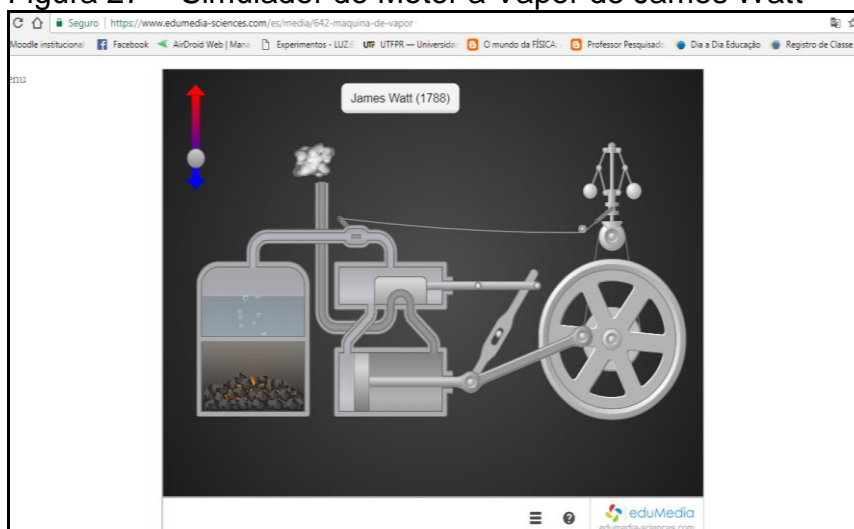 Figura 27 – Simulador do Motor a Vapor de James Watt
Seguro | https://www.edumedia-sciences.com/es/media/642-maquina-de-vapor
Moodle institucional Facebook AirDroid Web | Mana Experimentos - LUZ: UTFPR — Universida O mundo da FÍSICA: Professor Pesquisado Dia a Dia Educação Registro de Classe
enu
James Watt (1788)
eduMedia
edumedia-sciences.com